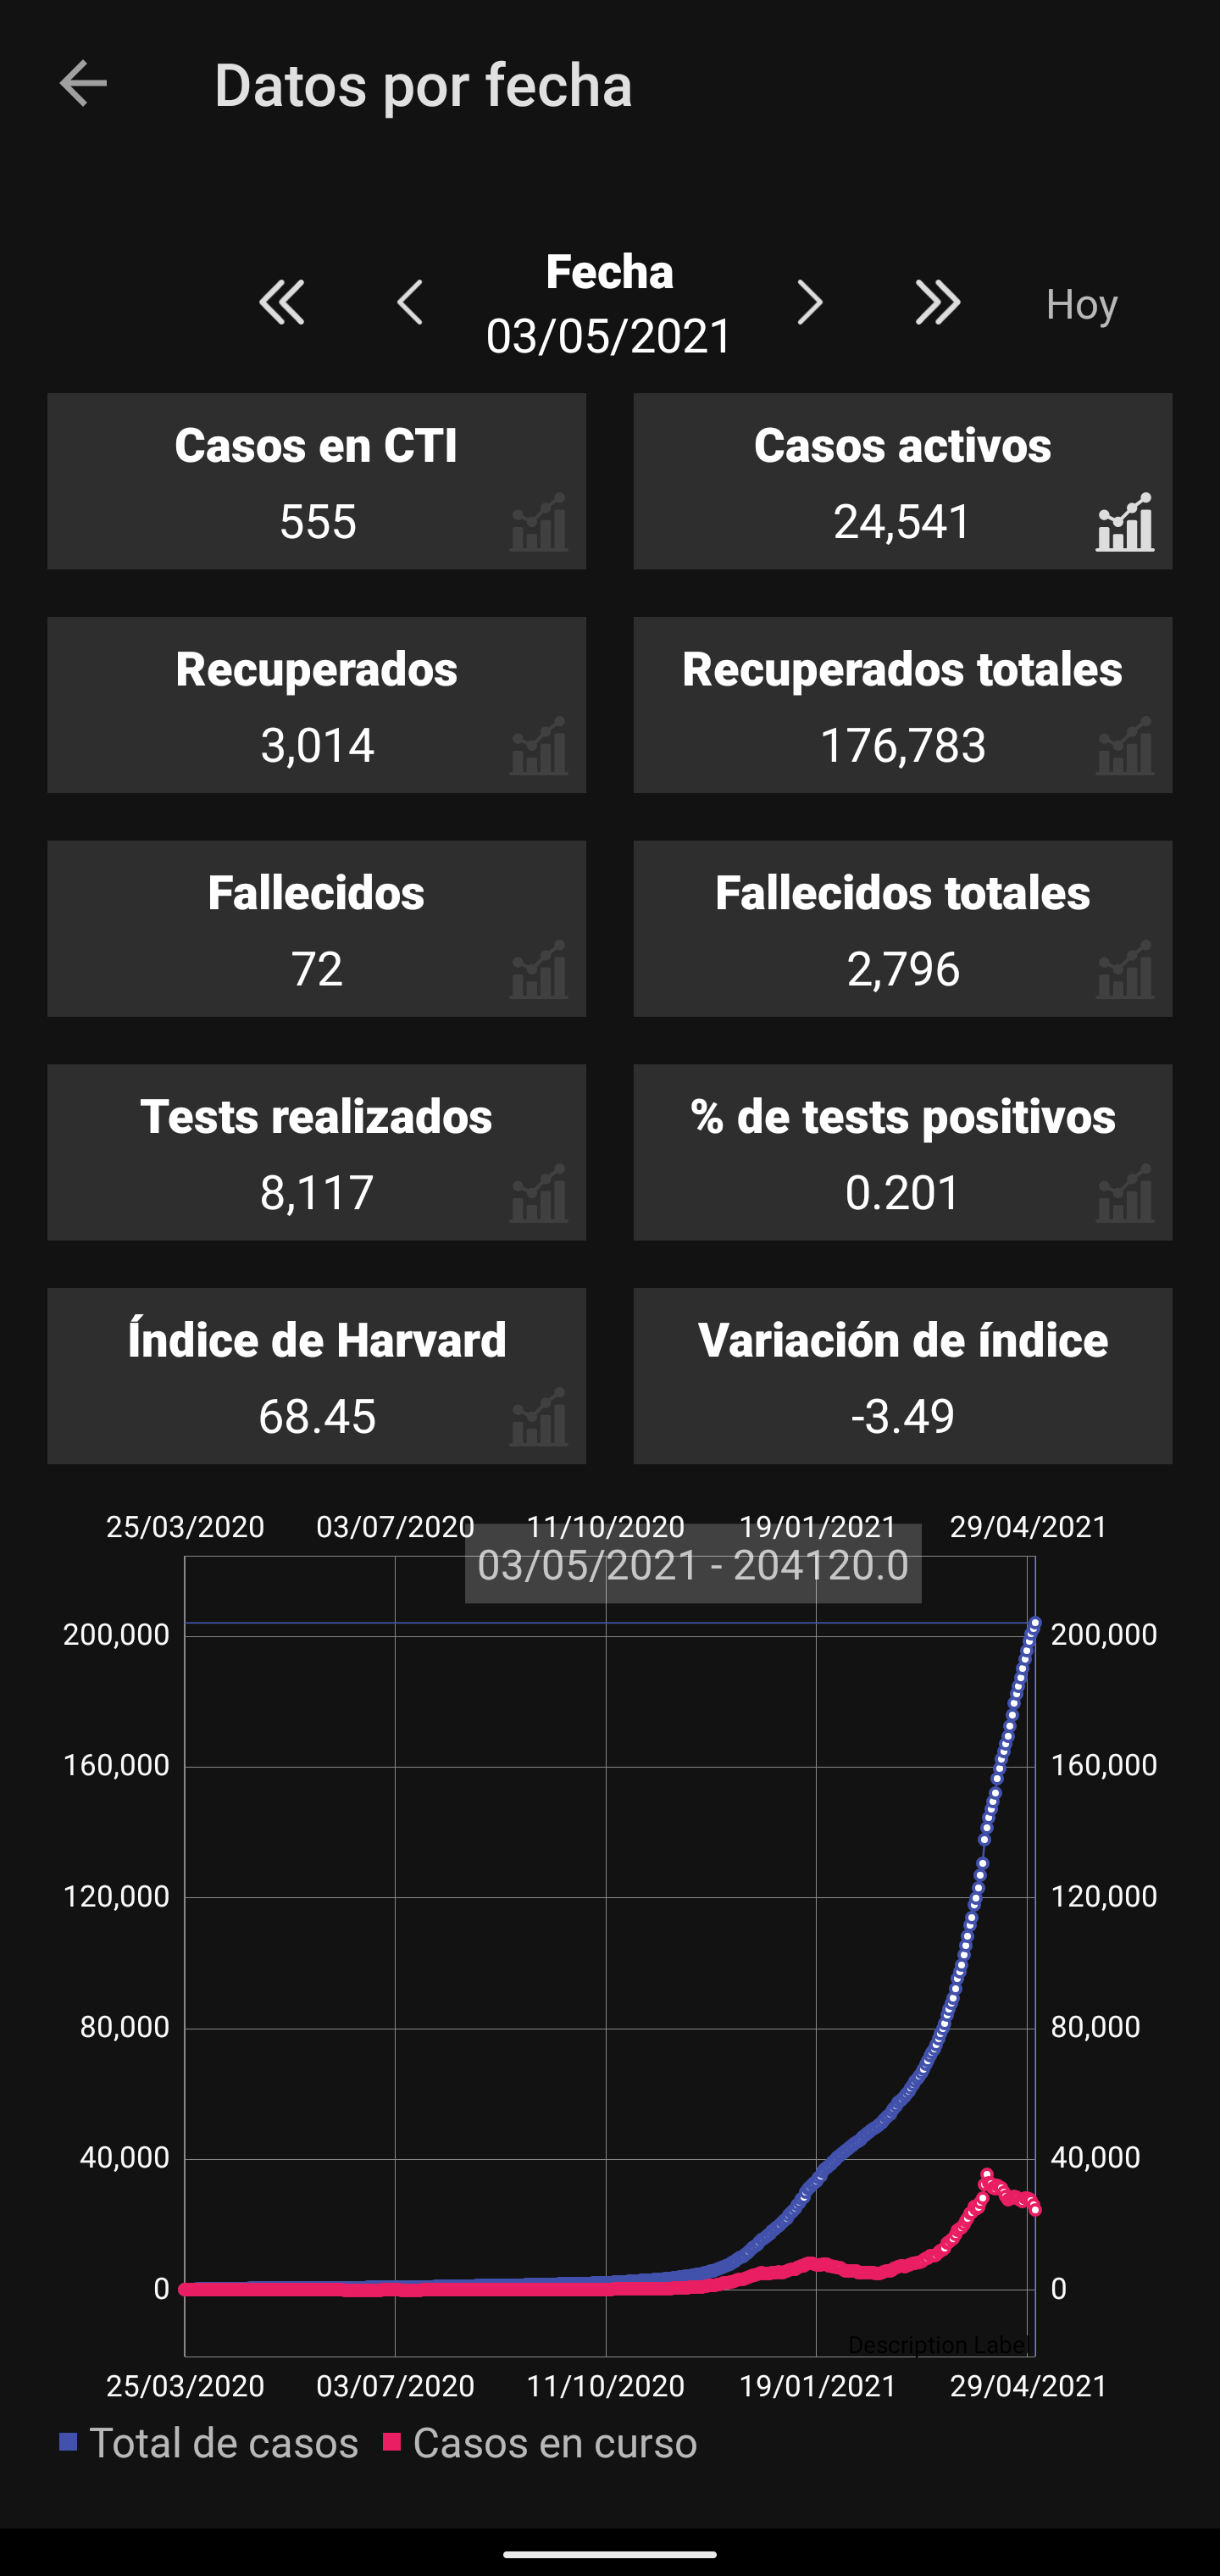 Datos por fecha
Fecha
03/05/2021
Hoy
Casos en CTI
555
Casos activos
24,541
Recuperados
3,014
Recuperados totales
176,783
Fallecidos
72
Fallecidos totales
2,796
Tests realizados
8,117
% de tests positivos
0.201
Índice de Harvard
68.45
Variación de índice
-3.49
25/03/2020 03/07/2020 11/10/2020 19/01/2021 29/04/2021
03/05/2021 - 204120.0
200,000 200,000
160,000 160,000
120,000 120,000
80,000 80,000
40,000 40,000
0 0
Description Label
25/03/2020 03/07/2020 11/10/2020 19/01/2021 29/04/2021
Total de casos Casos en curso